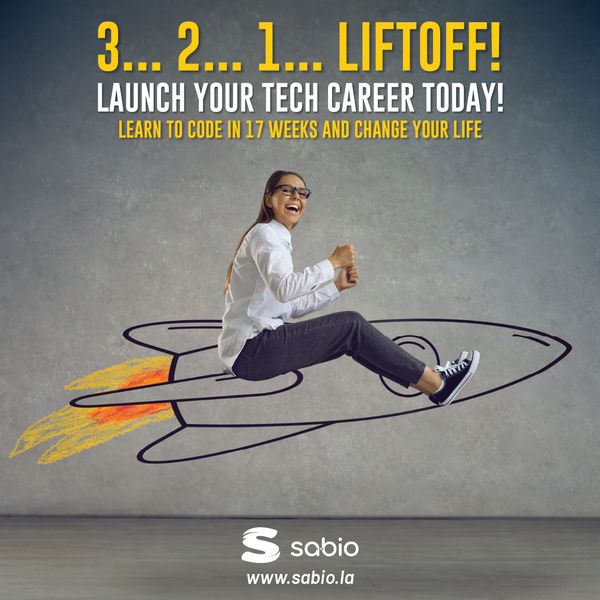 3... 2... 1... LIFTOFF!
LAUNCH YOUR TECH CAREER TODAY!
LEARN TO CODE IN 17 WEEKS AND CHANGE YOUR LIFE
sabio
www.sabio.la